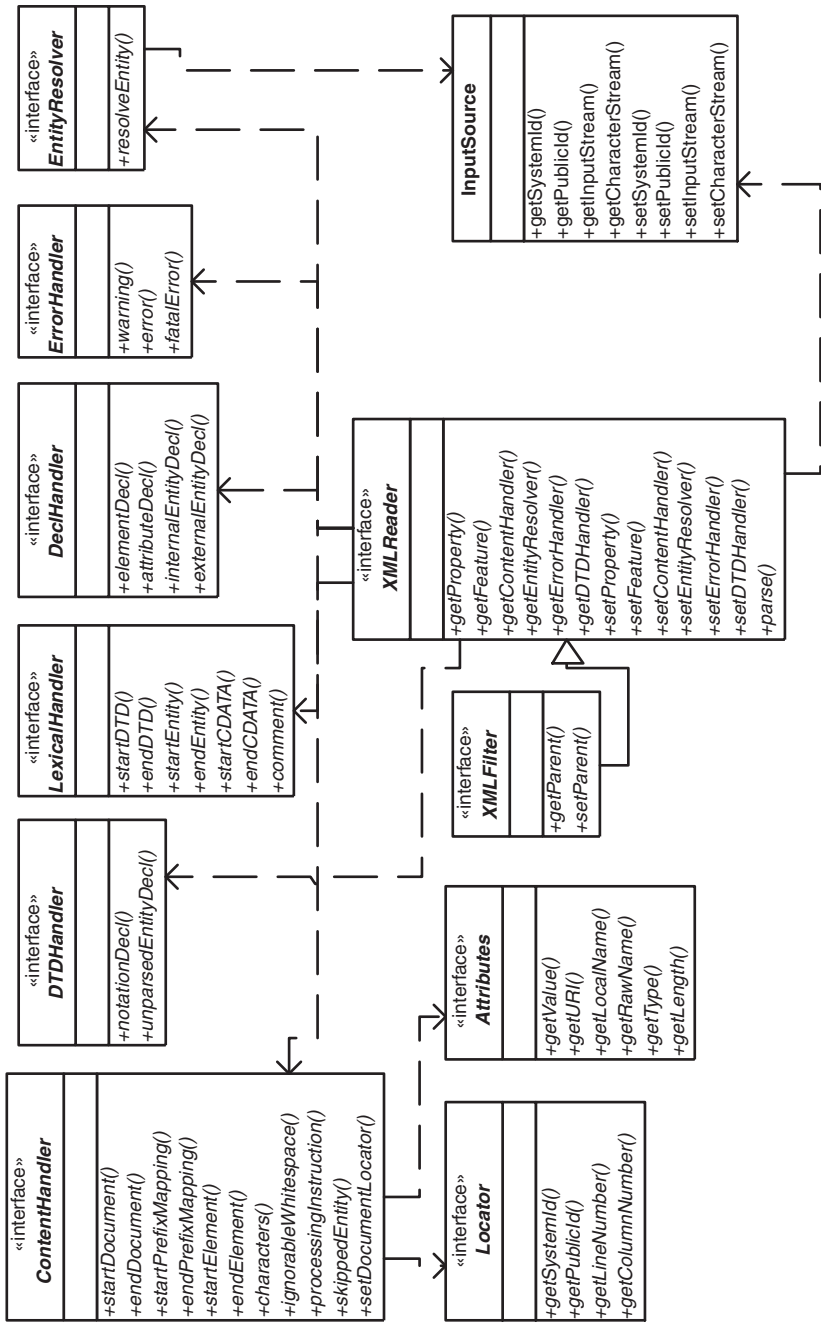 «interface»
ContentHandler
+startDocument()
+endDocument()
+startPrefixMapping()
+endPrefixMapping()
+startElement()
+endElement()
+characters()
+ignorableWhitespace()
+processingInstruction()
+skippedEntity()
+setDocumentLocator()
«interface»
DTDHandler
+notationDecl()
+unparsedEntityDecl()
«interface»
LexicalHandler
+startDTD()
+endDTD()
+startEntity()
+endEntity()
+startCDATA()
+endCDATA()
+comment()
«interface»
DeclHandler
+elementDecl()
+attributeDecl()
+internalEntityDecl()
+externalEntityDecl()
«interface»
ErrorHandler
+warning()
+error()
+fatalError()
«interface»
EntityResolver
+resolveEntity()
«interface»
Locator
+getSystemId()
+getPublicId()
+getLineNumber()
+getColumnNumber()
«interface»
Attributes
+getValue()
+getURI()
+getLocalName()
+getRawName()
+getType()
+getLength()
«interface»
XMLFilter
+getParent()
+setParent()
«interface»
XMLReader
+getProperty()
+getFeature()
+getContentHandler()
+getEntityResolver()
+getErrorHandler()
+getDTDHandler()
+setProperty()
+setFeature()
+setContentHandler()
+setEntityResolver()
+setErrorHandler()
+setDTDHandler()
+parse()
InputSource
+getSystemId()
+getPublicId()
+getInputStream()
+getCharacterStream()
+setSystemId()
+setPublicId()
+setInputStream()
+setCharacterStream()